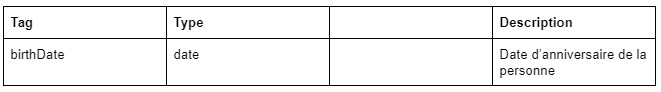 Tag Type Description
birthDate date Date d'anniversaire de la
personne